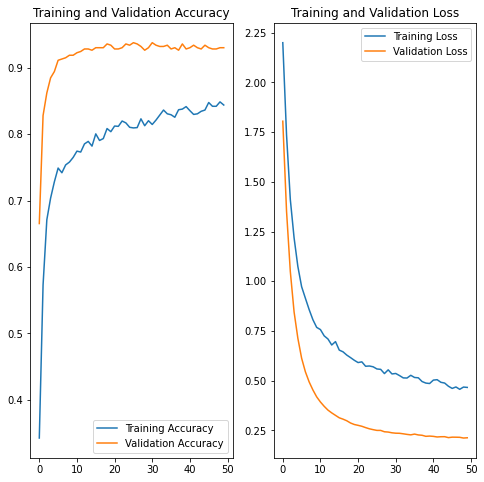 Training and Validation Accuracy
0.9
0.8
0.7
0.6
0.5
0.4
Training Accuracy
Validation Accuracy
0 10 20 30 40 50
Training and Validation Loss
2.25
2.00
1.75
1.50
1.25
1.00
0.75
0.50
0.25
Training Loss
Validation Loss
0 10 20 30 40 50